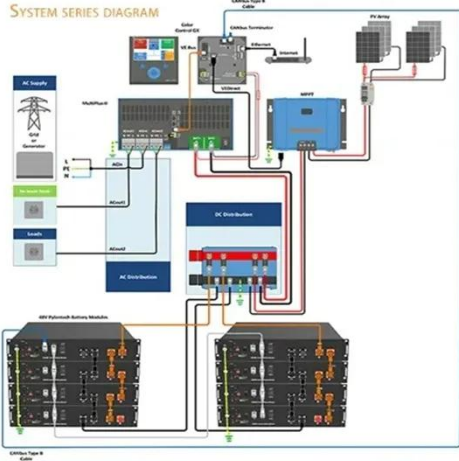 SYSTEM SERIES DIAGRAM
CANbus Type B
Cable
Color
Control GX
CANbus Terminator
PV Array
VE Bus
Ethernet
Internet
AC Supply
Grid
or
Generator
MultiPlus-II
VEDirect
MPPT
L
PE
N
ACin
ACout1
Loads
ACout2
AC Distribution
DC Distribution
48V Pylontech Battery Modules
CANbus Type B
Cable